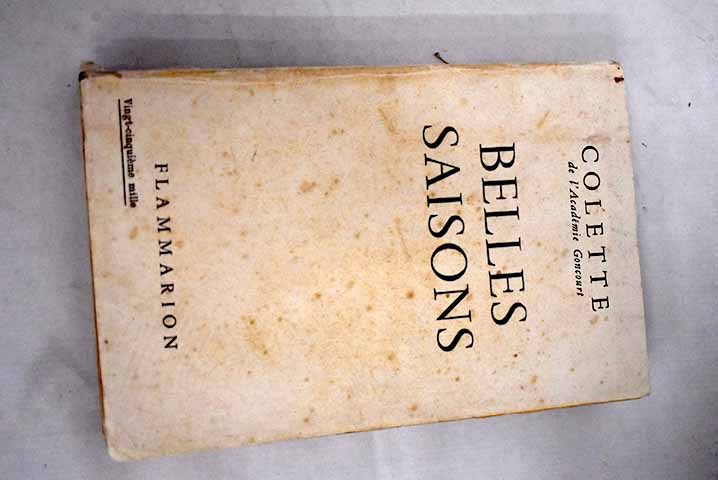 COLETTE
de l'Académie Goncourt
BELLES
SAISONS
FLAMMARION
Vingt-cinquième mille